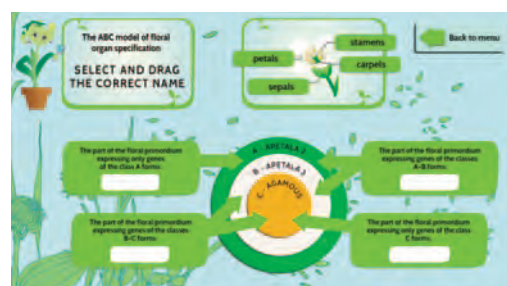 The ABC model of floral
organ specification
SELECT AND DRAG
THE CORRECT NAME
petals
stamens
carpels
sepals
Back to menu
A - APETALA 2
B - APETALA 3
C - AGAMOUS
The part of the floral primordium
expressing only genes
of the class A forms:
The part of the floral primordium
expressing genes of the classes
A-B forms:
The part of the floral primordium
expressing genes of the classes
B-C forms:
The part of the floral primordium
expressing only genes of the class
C forms: